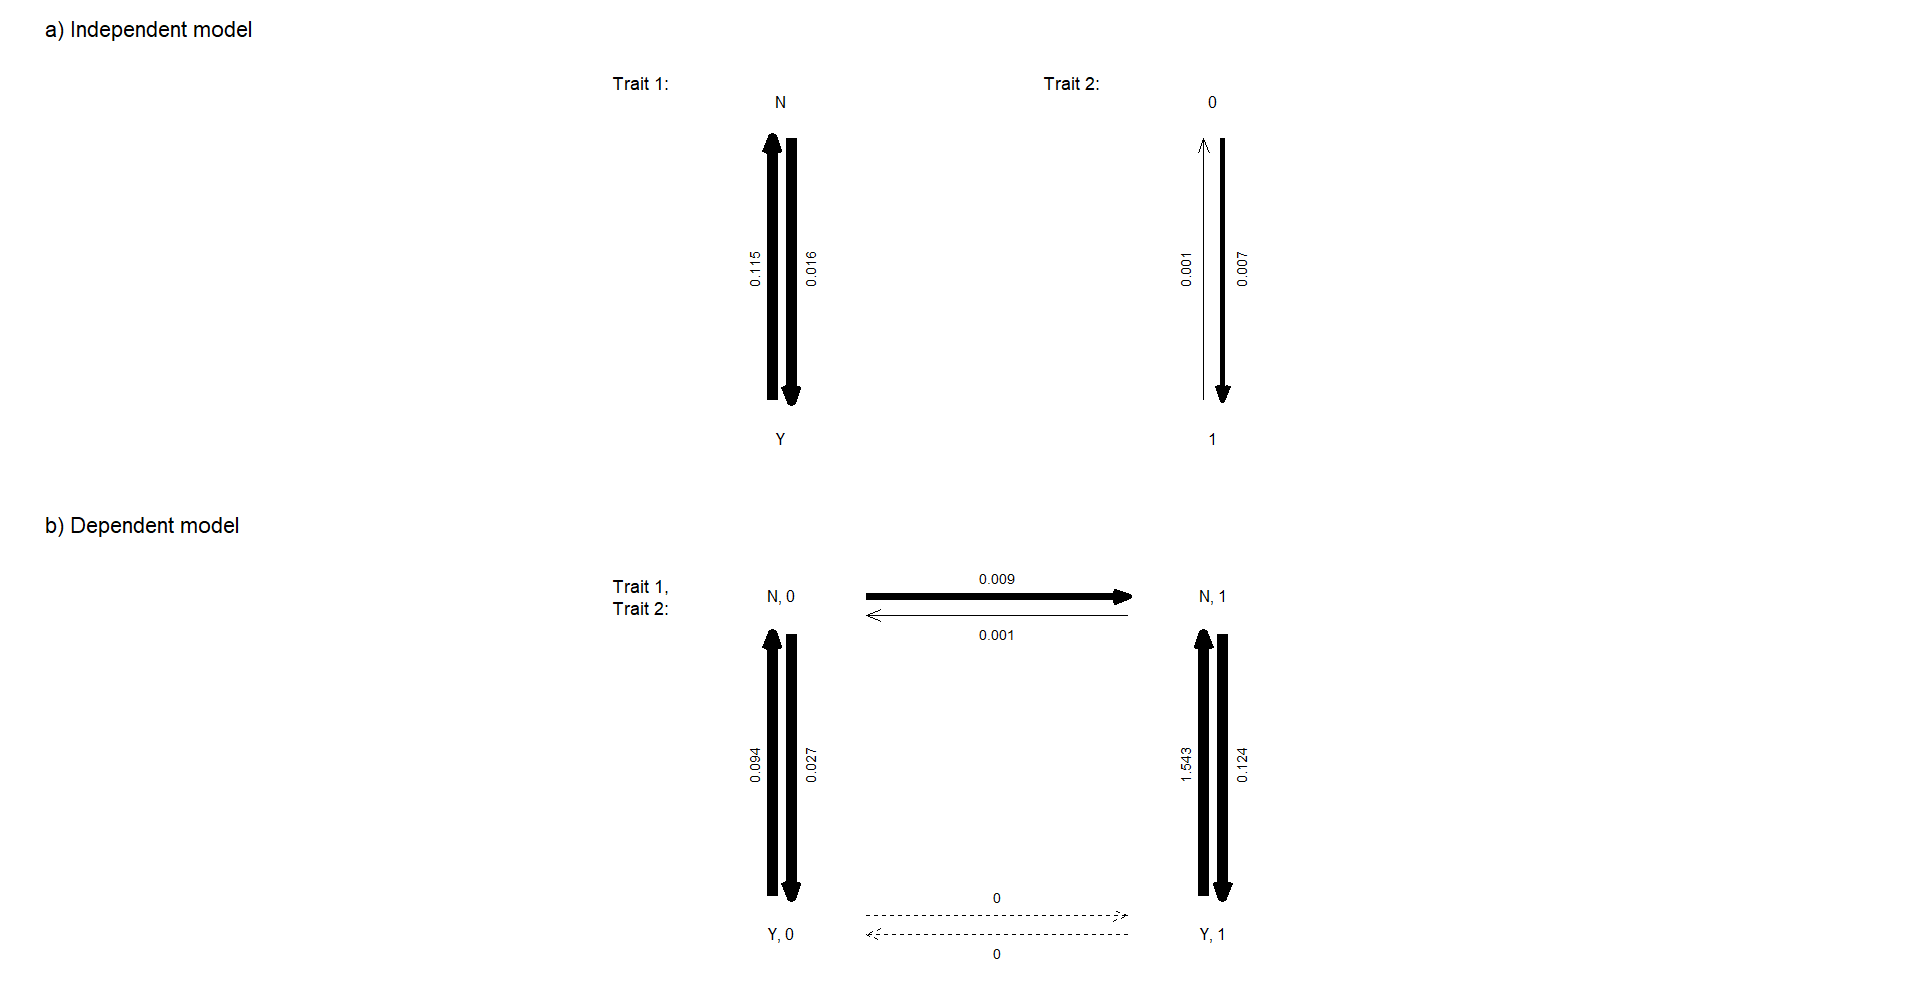 a) Independent model
Trait 1:
Trait 2:
N
0
0.115
0.016
0.001
0.007
Y
1
b) Dependent model
0.009
Trait 1,
Trait 2:
N, 0
N, 1
0.001
0.094
0.027
1.543
0.124
0
Y, 0
Y, 1
0